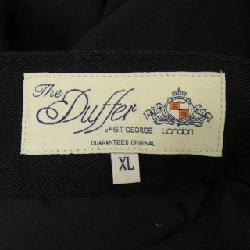 The
Duffer
of ST GEORGE
London
GUARANTEED ORIGINAL
XL